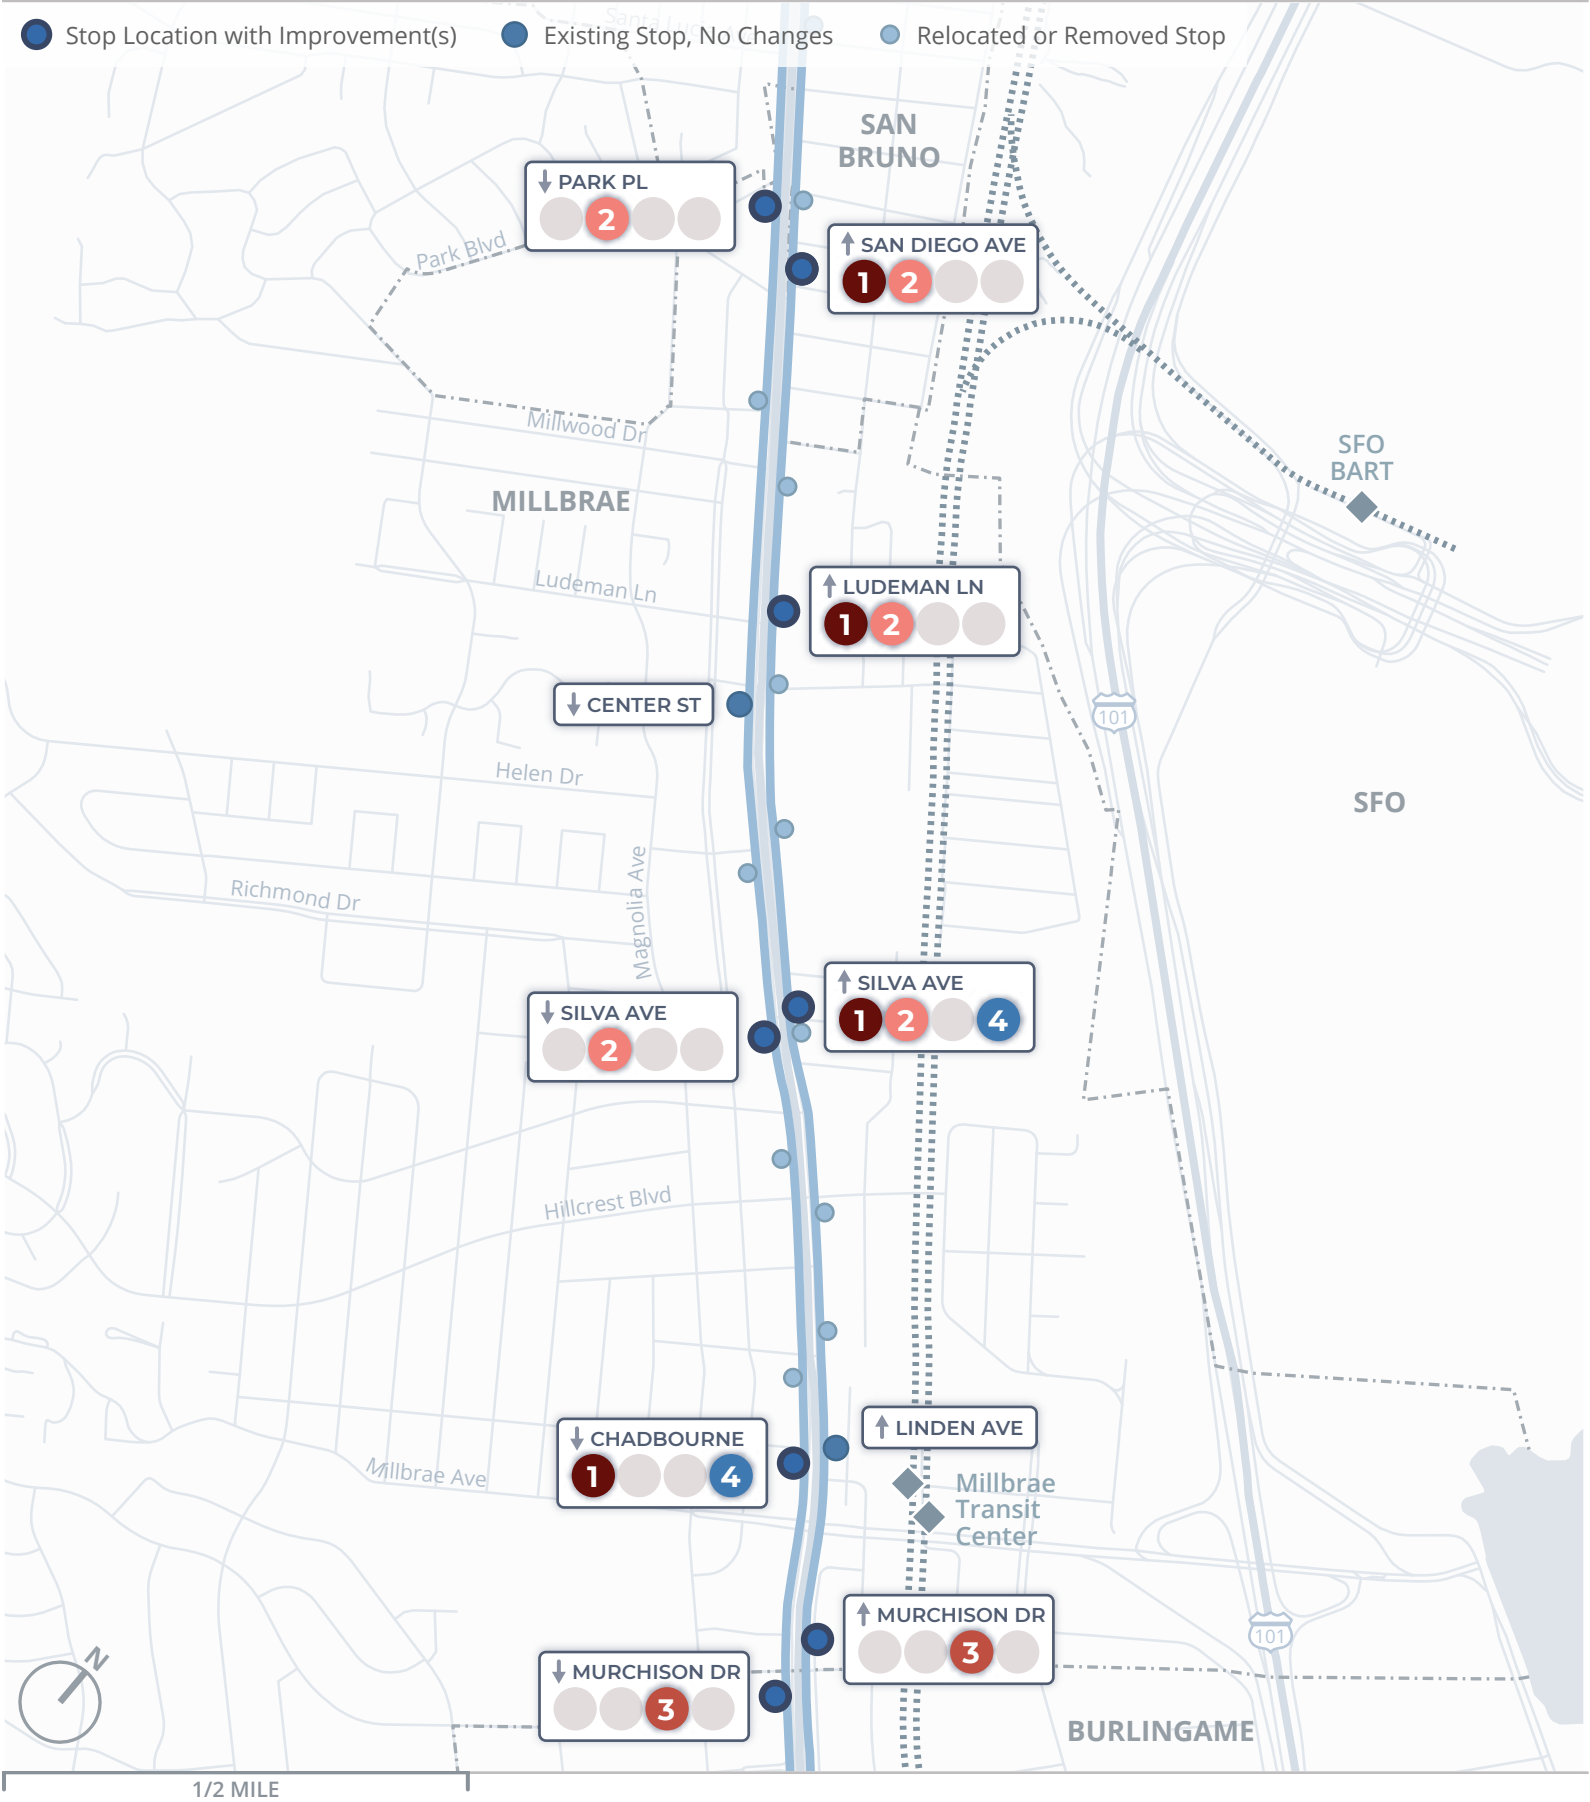 Stop Location with Improvement(s)
Existing Stop, No Changes
Relocated or Removed Stop
SAN
BRUNO
↓ PARK PL
2
↑ SAN DIEGO AVE
1 2
Park Blvd
Millwood Dr
SFO
BART
MILLBRAE
Ludeman Ln
↑ LUDEMAN LN
1 2
↓ CENTER ST
101
Helen Dr
SFO
Magnolia Ave
Richmond Dr
↑ SILVA AVE
1 2 4
↓ SILVA AVE
2
Hillcrest Blvd
↑ LINDEN AVE
↓ CHADBOURNE
1 4
Millbrae Ave
Millbrae
Transit
Center
↑ MURCHISON DR
3
101
↓ MURCHISON DR
3
N
BURLINGAME
1/2 MILE